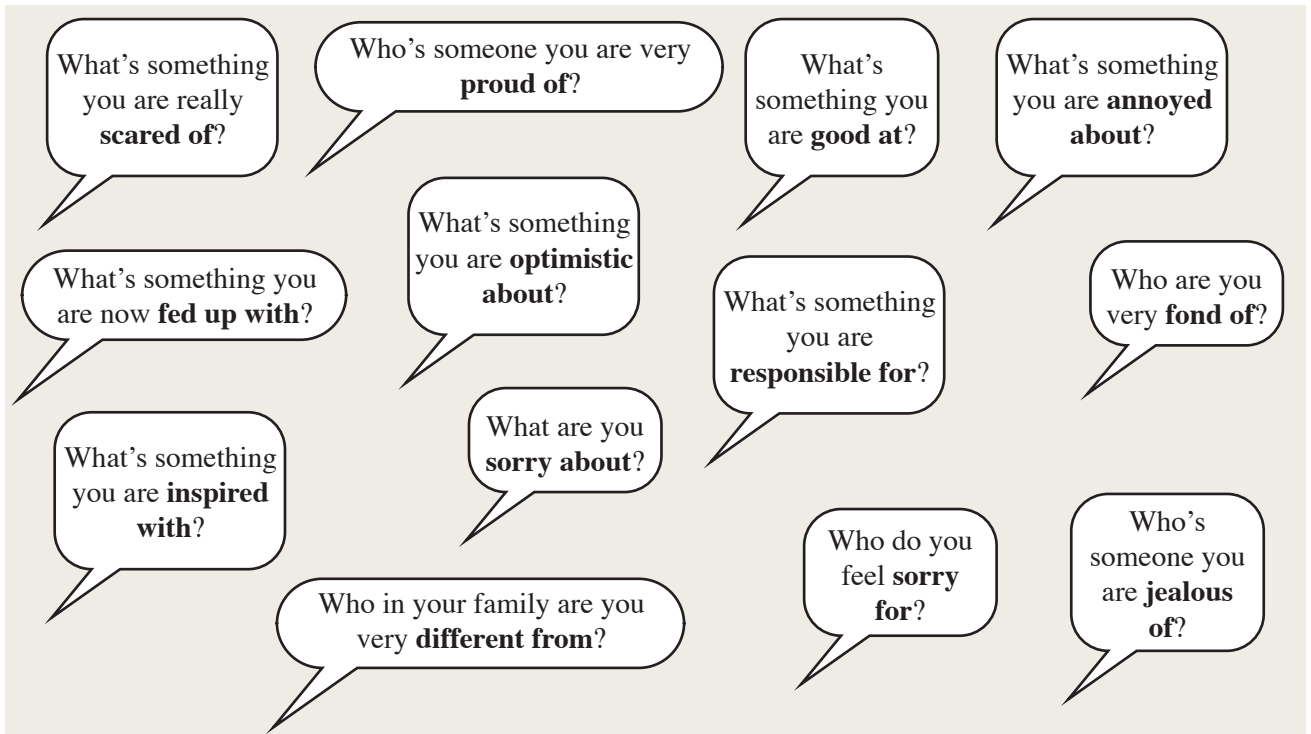 What’s something
you are really
scared of?
Who’s someone you are very
proud of?
What’s
something you
are good at?
What’s something
you are annoyed
about?
What’s something you
are now fed up with?
What’s something
you are optimistic
about?
What’s something
you are
responsible for?
Who are you
very fond of?
What’s something
you are inspired
with?
What are you
sorry about?
Who in your family are you
very different from?
Who do you
feel sorry
for?
Who’s
someone you
are jealous
of?